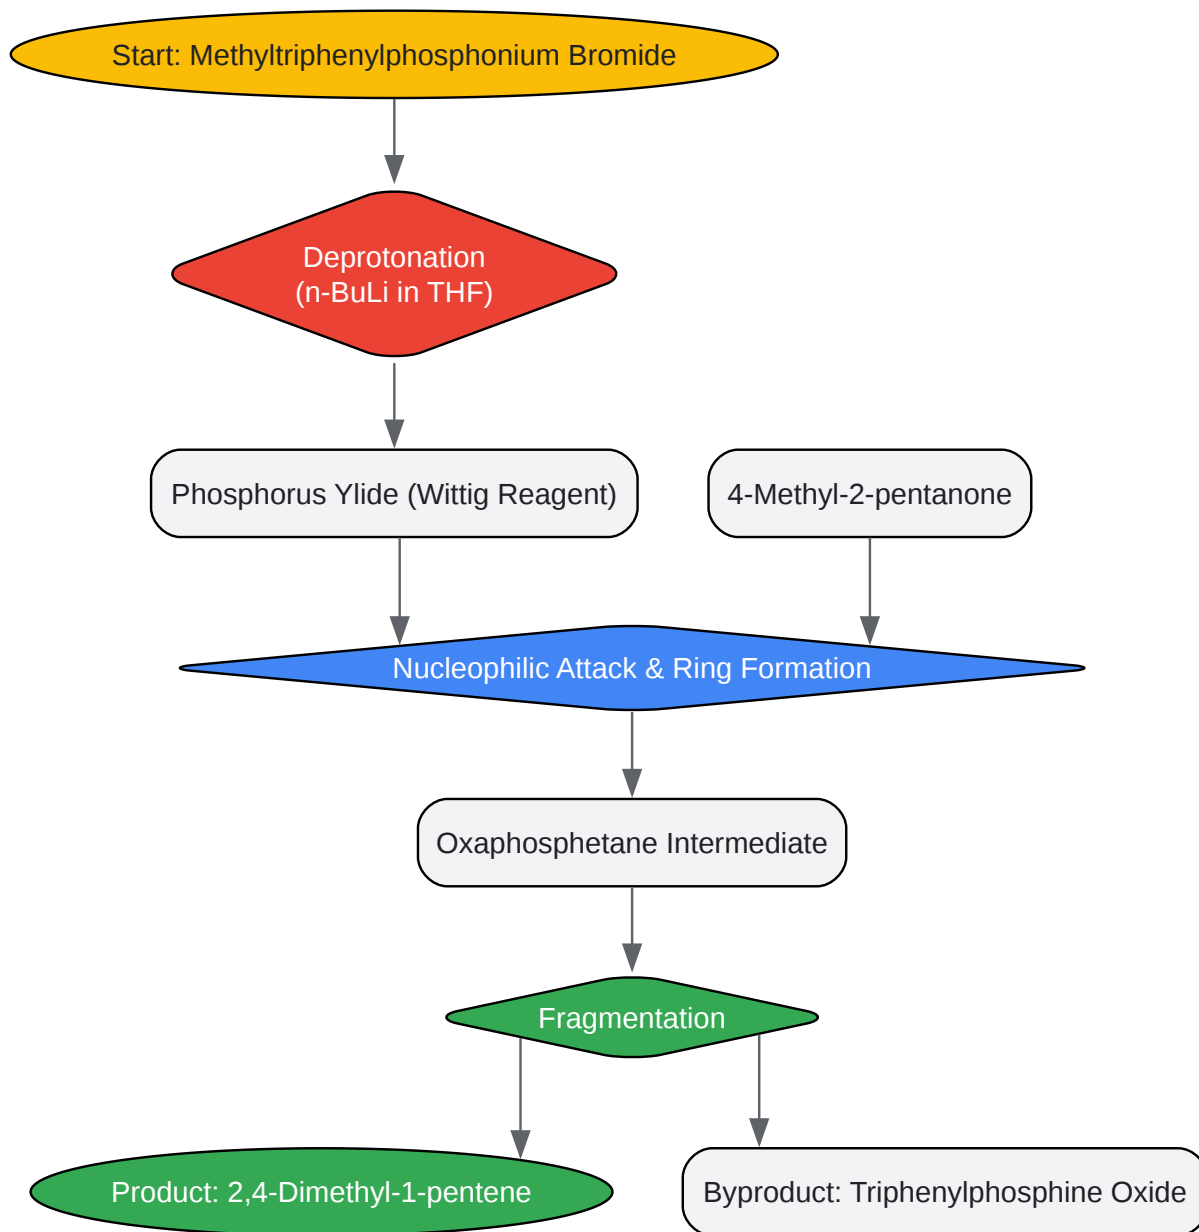 Start: Methyltriphenylphosphonium Bromide
Deprotonation
(n-BuLi in THF)
Phosphorus Ylide (Wittig Reagent)
4-Methyl-2-pentanone
Nucleophilic Attack & Ring Formation
Oxaphosphetane Intermediate
Fragmentation
Product: 2,4-Dimethyl-1-pentene
Byproduct: Triphenylphosphine Oxide